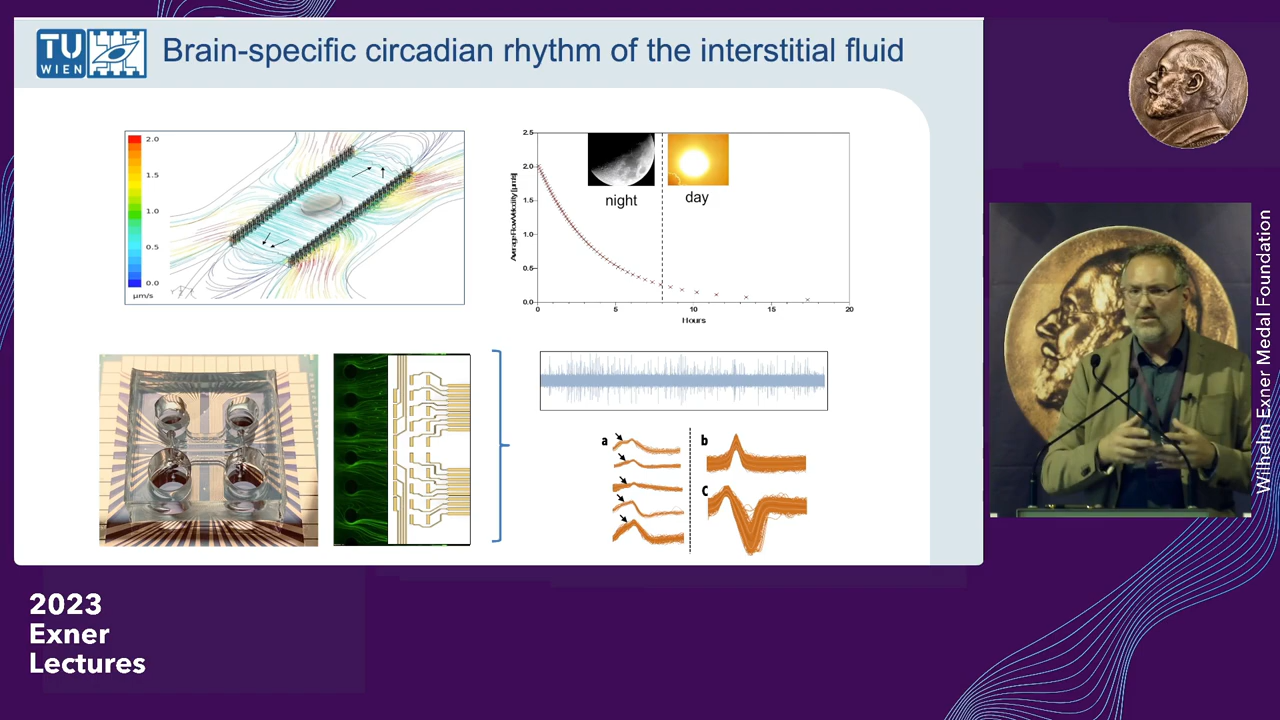 TU
WIEN
Brain-specific circadian rhythm of the interstitial fluid
2.0
1.5
1.0
0.5
0.0
μm/s
2.5
2.0
1.5
1.0
0.5
0.0
Average Flow Velocity [μm/s]
night
day
0
5
10
15
20
Hours
a
b
c
Wilhelm Exner Medal Foundation
2023
Exner
Lectures